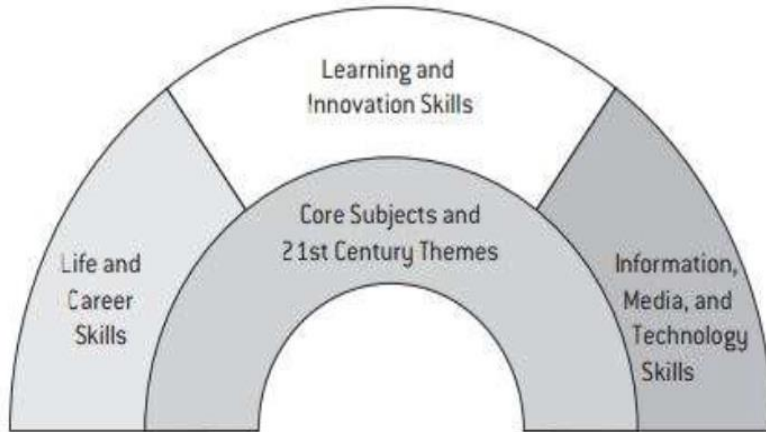 Learning and
Innovation Skills
Core Subjects and
21st Century Themes
Life and
Career
Skills
Information,
Media, and
Technology
Skills